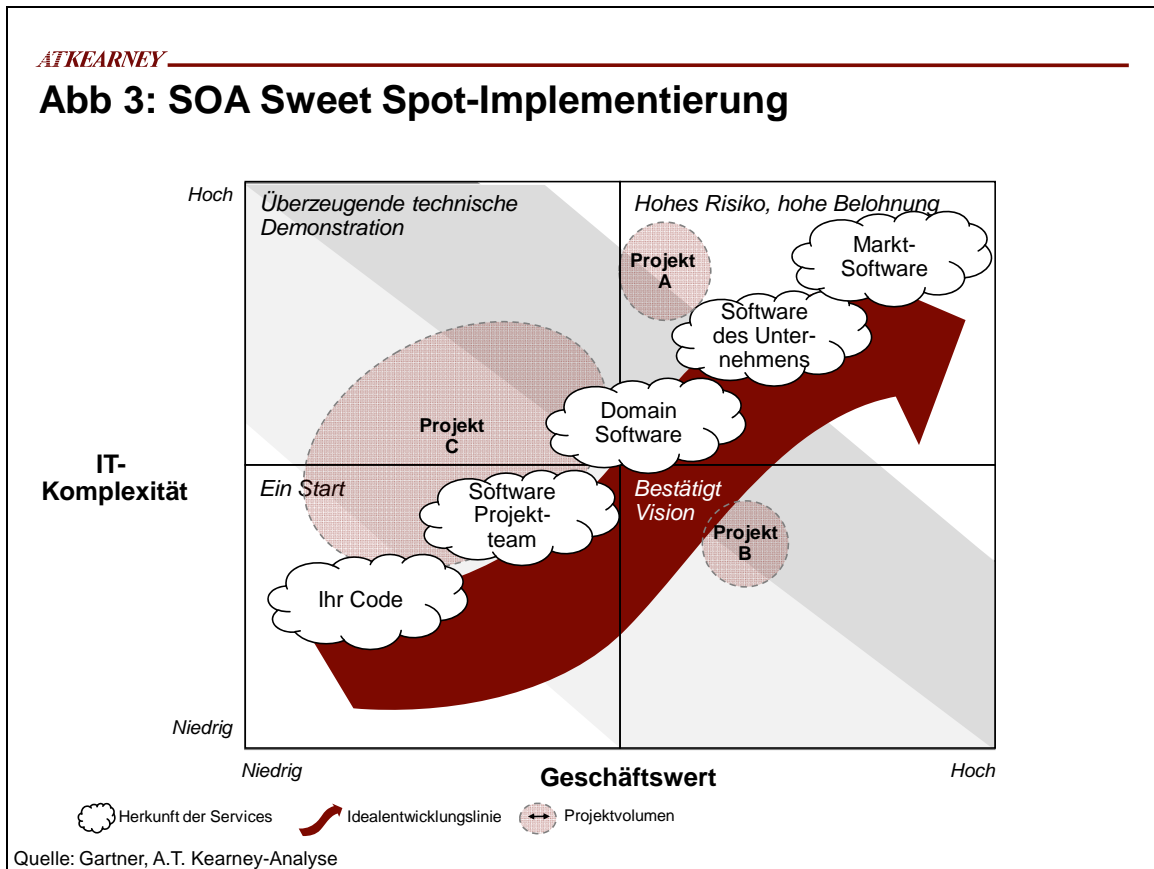 ATKEARNEY
Abb 3: SOA Sweet Spot-Implementierung
Hoch
Überzeugende technische
Demonstration
Hohes Risiko, hohe Belohnung
Markt-
Software
Projekt
A
Software
des Unter-
nehmens
Domain
Software
Projekt
C
IT-
Komplexität
Ein Start
Software
Projekt-
team
Bestätigt
Vision
Projekt
B
Ihr Code
Niedrig
Niedrig
Geschäftswert
Hoch
Herkunft der Services
Idealentwicklungslinie
Projektvolumen
Quelle: Gartner, A.T. Kearney-Analyse